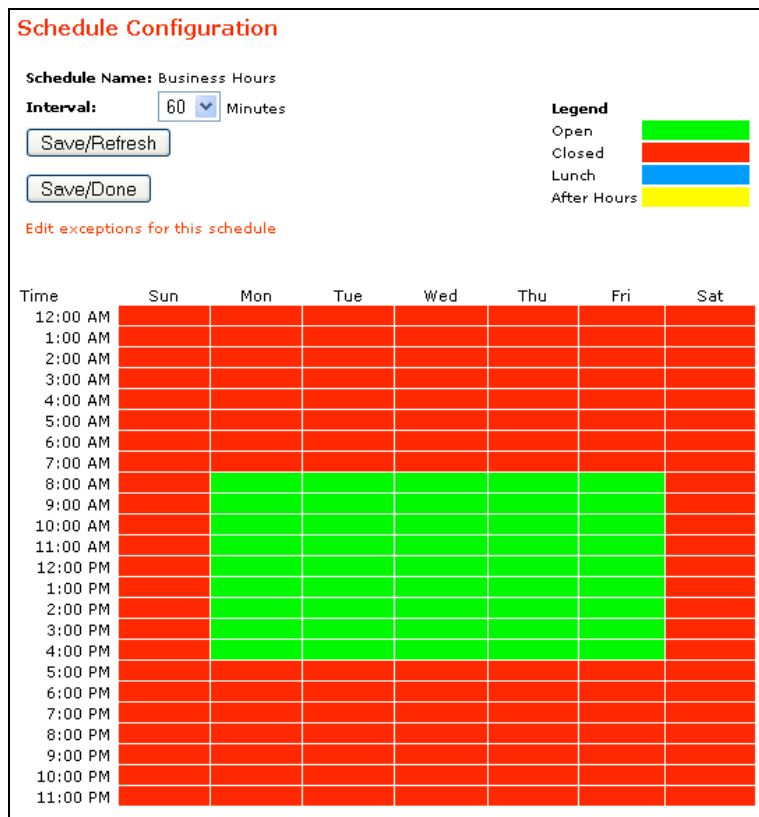 Schedule Configuration
Schedule Name: Business Hours
Interval: 60 Minutes
Save/Refresh
Save/Done
Edit exceptions for this schedule
Legend
Open
Closed
Lunch
After Hours
Time Sun Mon Tue Wed Thu Fri Sat
12:00 AM
1:00 AM
2:00 AM
3:00 AM
4:00 AM
5:00 AM
6:00 AM
7:00 AM
8:00 AM
9:00 AM
10:00 AM
11:00 AM
12:00 PM
1:00 PM
2:00 PM
3:00 PM
4:00 PM
5:00 PM
6:00 PM
7:00 PM
8:00 PM
9:00 PM
10:00 PM
11:00 PM